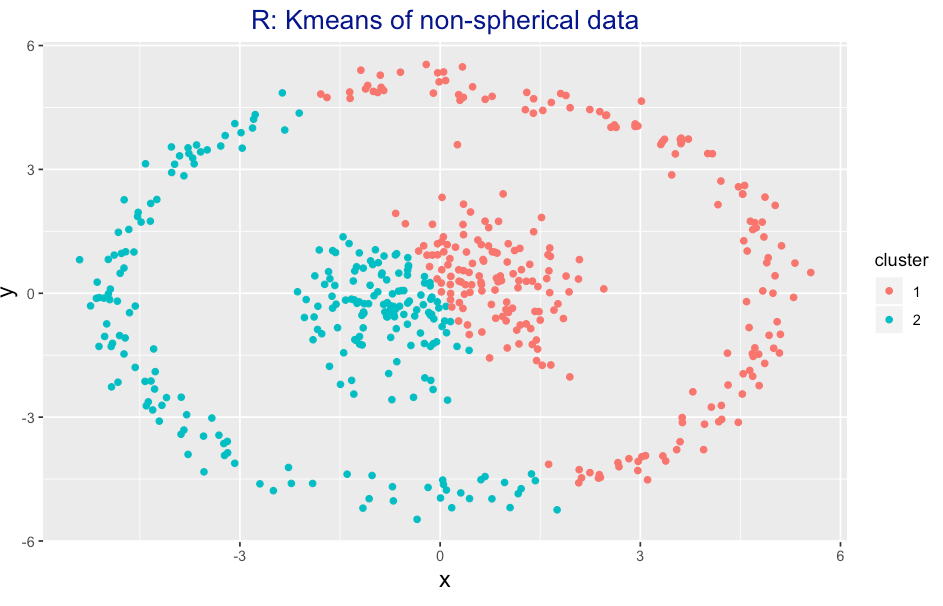 R: Kmeans of non-spherical data
6
3
0
-3
-6
y
-3
0
3
6
x
cluster
1
2